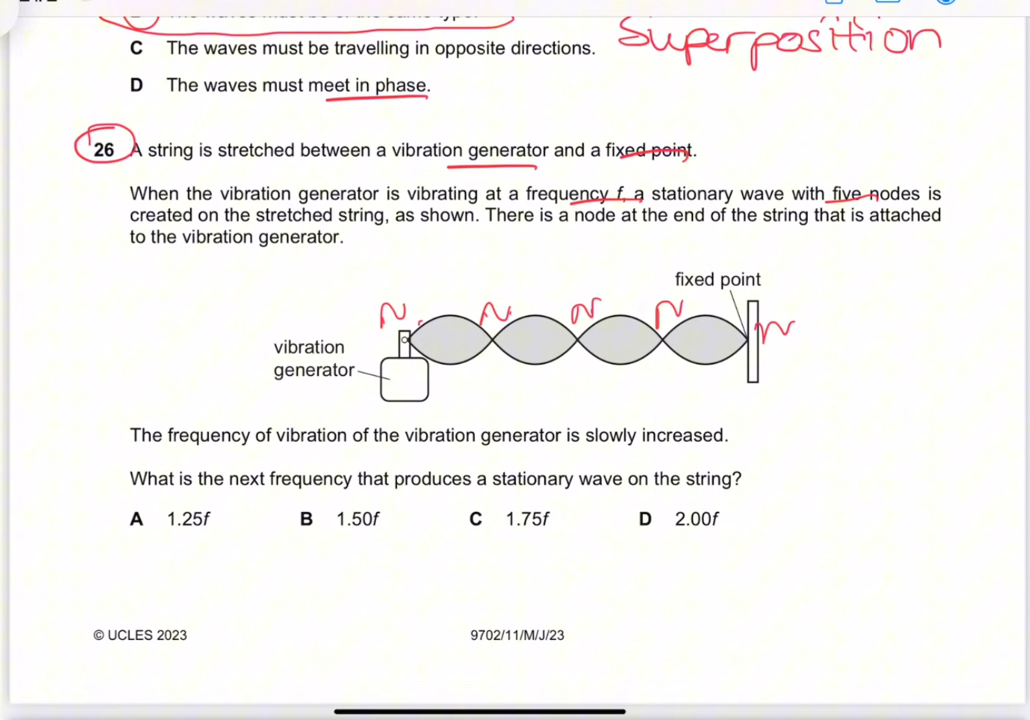 C The waves must be travelling in opposite directions.
Superposition
D The waves must meet in phase.
26 A string is stretched between a vibration generator and a fixed point.
When the vibration generator is vibrating at a frequency f, a stationary wave with five nodes is
created on the stretched string, as shown. There is a node at the end of the string that is attached
to the vibration generator.
fixed point
N N N N N
vibration
generator
The frequency of vibration of the vibration generator is slowly increased.
What is the next frequency that produces a stationary wave on the string?
A 1.25f B 1.50f C 1.75f D 2.00f
© UCLES 2023 9702/11/M/J/23